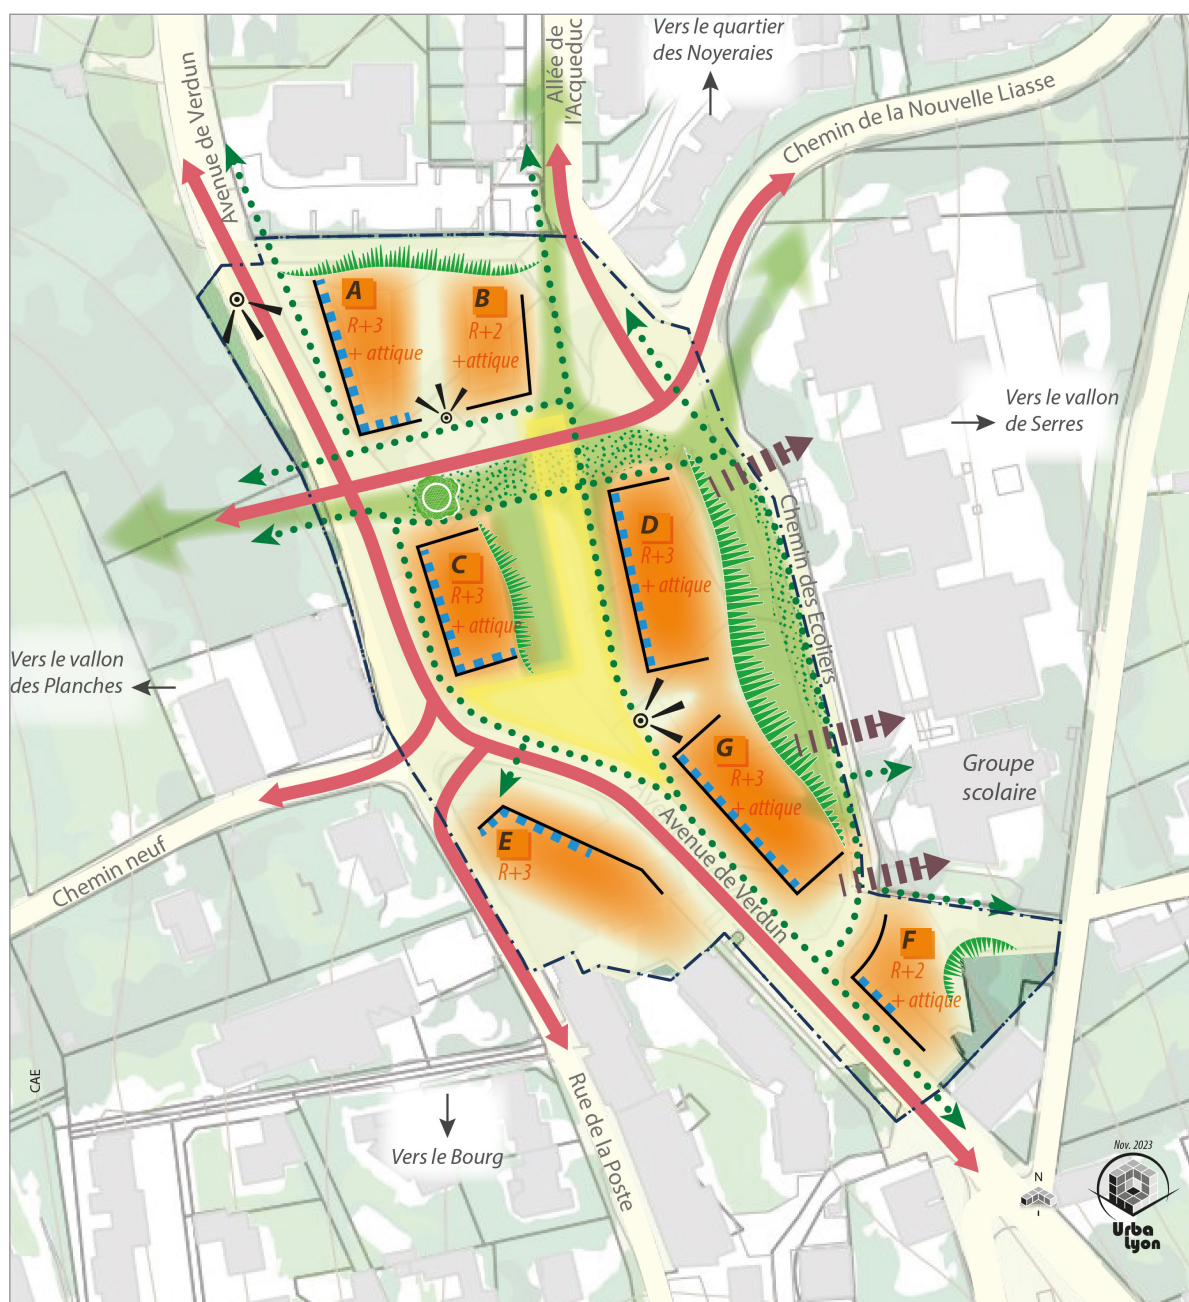 Vers le quartier
des Noyeraies
Allée de
l'Acqueduc
Avenue de Verdun
Chemin de la Nouvelle Liasse
Avenue de Verdun
A
R+3
+ attique
B
R+2
+attique
Vers le vallon
de Serres
Chemin des Ecoliers
D
R+3
+ attique
C
R+3
+ attique
Vers le vallon
des Planches
G
R+3
+ attique
Groupe
scolaire
E
R+3
Avenue de Verdun
Chemin neuf
F
R+2
+ attique
CAE
Rue de la Poste
Vers le Bourg
Nov. 2023
N
Urba
Lyon